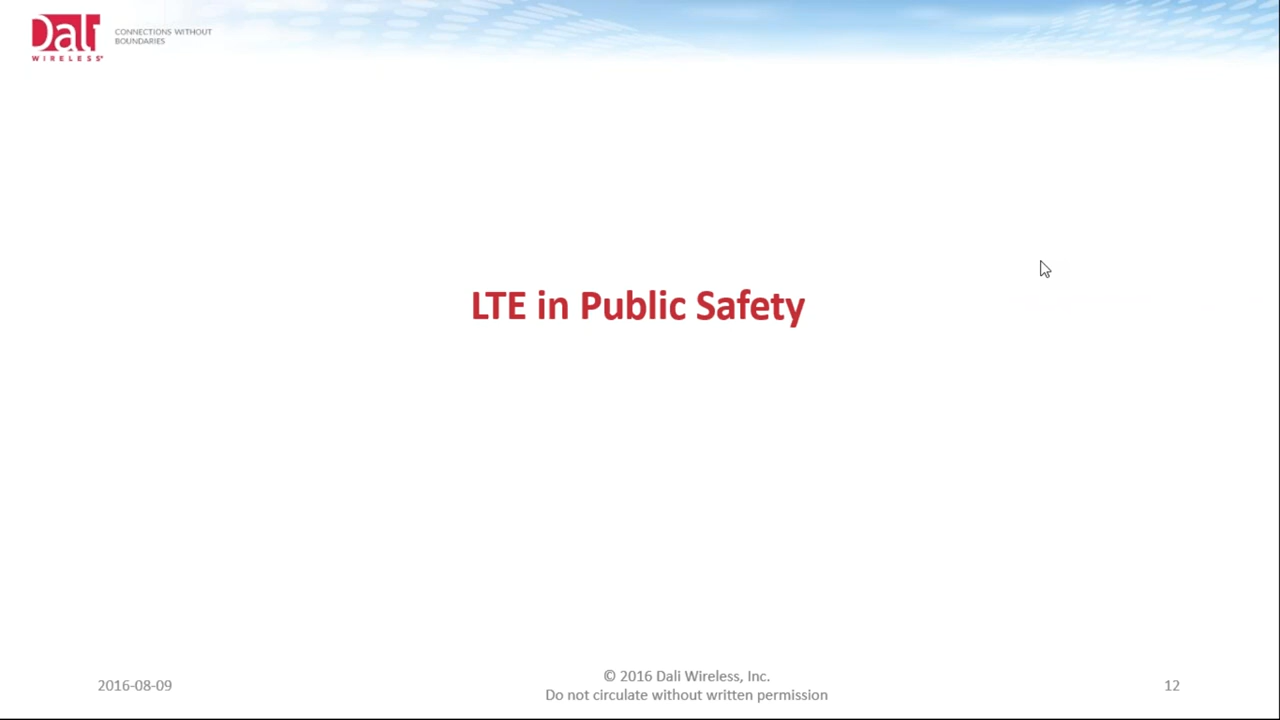 Dali
WIRELESS
CONNECTIONS WITHOUT
BOUNDARIES
LTE in Public Safety
2016-08-09
© 2016 Dali Wireless, Inc.
Do not circulate without written permission
12